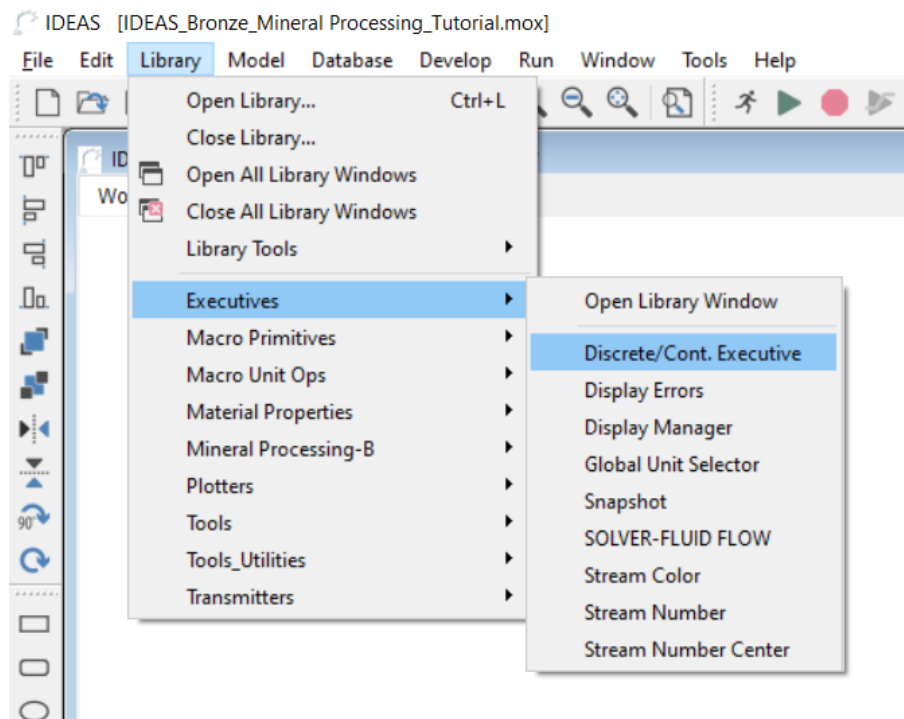 IDEAS [IDEAS_Bronze_Mineral Processing_Tutorial.mox]
File Edit Library Model Database Develop Run Window Tools Help
Open Library... Ctrl+L
Close Library...
ID
Open All Library Windows
Wo
Close All Library Windows
Library Tools
Executives
Open Library Window
Macro Primitives
Discrete/Cont. Executive
Macro Unit Ops
Display Errors
Material Properties
Display Manager
Mineral Processing-B
Global Unit Selector
Plotters
Snapshot
Tools
SOLVER-FLUID FLOW
Tools_Utilities
Stream Color
Transmitters
Stream Number
Stream Number Center
90°